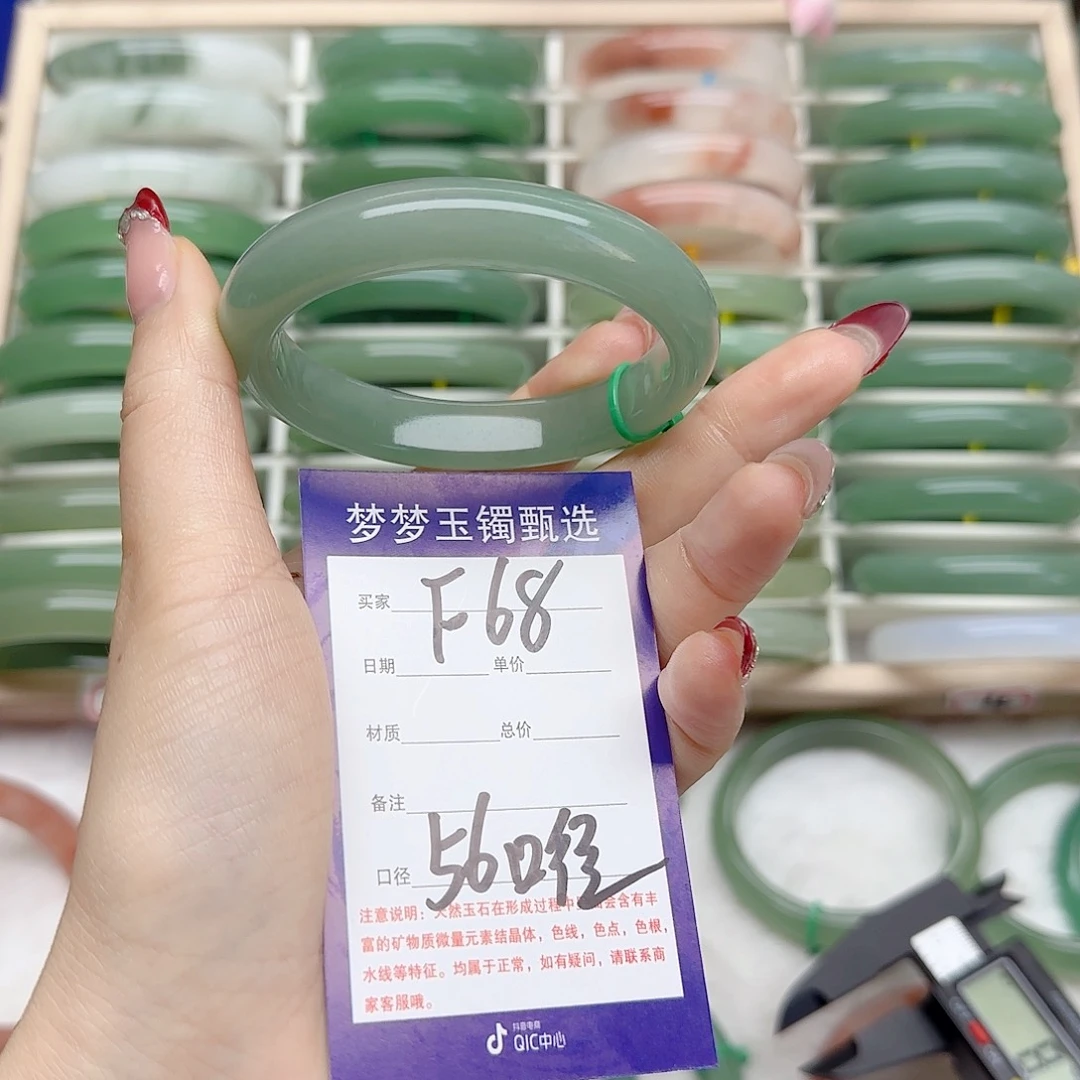 梦梦玉镯甄选
买家 F68
日期 单价
材质 总价
备注
口径 56口径
注意说明：天然玉石在形成过程中 会含有丰
富的矿物质微量元素结晶体，色线，色点，色根，
水线等特征。均属于正常，如有疑问，请联系商
家客服哦。
抖音电商
QIC中心